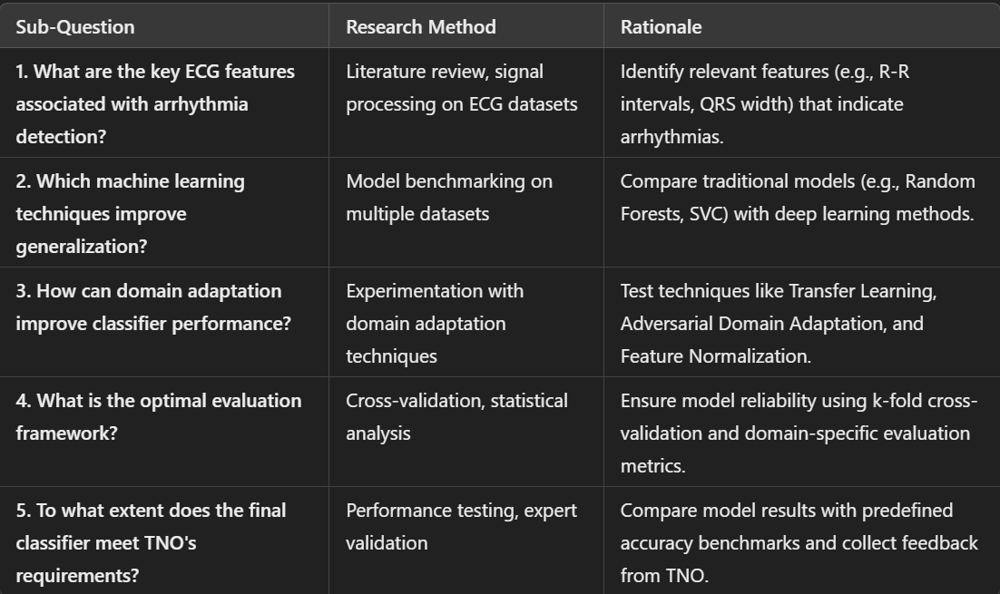 Sub-Question
Research Method
Rationale
1. What are the key ECG features
associated with arrhythmia
detection?
Literature review, signal
processing on ECG datasets
Identify relevant features (e.g., R-R
intervals, QRS width) that indicate
arrhythmias.
2. Which machine learning
techniques improve
generalization?
Model benchmarking on
multiple datasets
Compare traditional models (e.g., Random
Forests, SVC) with deep learning methods.
3. How can domain adaptation
improve classifier performance?
Experimentation with
domain adaptation
techniques
Test techniques like Transfer Learning,
Adversarial Domain Adaptation, and
Feature Normalization.
4. What is the optimal evaluation
framework?
Cross-validation, statistical
analysis
Ensure model reliability using k-fold cross-
validation and domain-specific evaluation
metrics.
5. To what extent does the final
classifier meet TNO's
requirements?
Performance testing, expert
validation
Compare model results with predefined
accuracy benchmarks and collect feedback
from TNO.